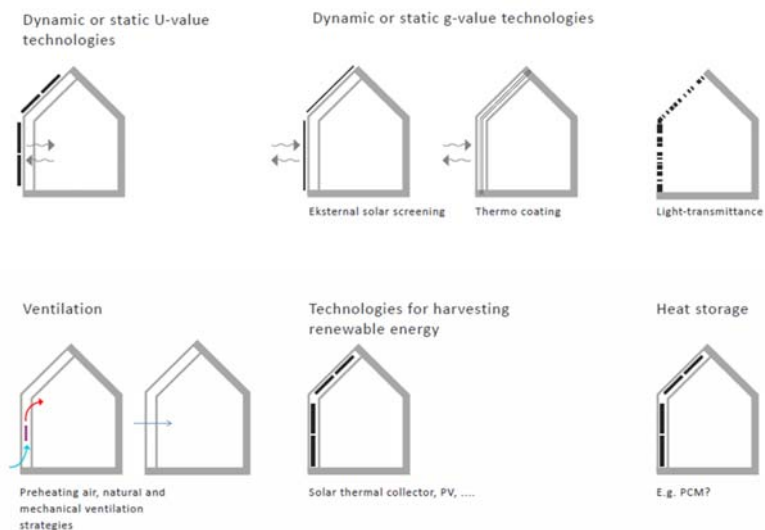 Dynamic or static U-value
technologies
Dynamic or static g-value technologies
Eksternal solar screening
Thermo coating
Light-transmittance
Ventilation
Technologies for harvesting
renewable energy
Heat storage
Preheating air, natural and
mechanical ventilation
strategies
Solar thermal collector, PV, ....
E.g. PCM?